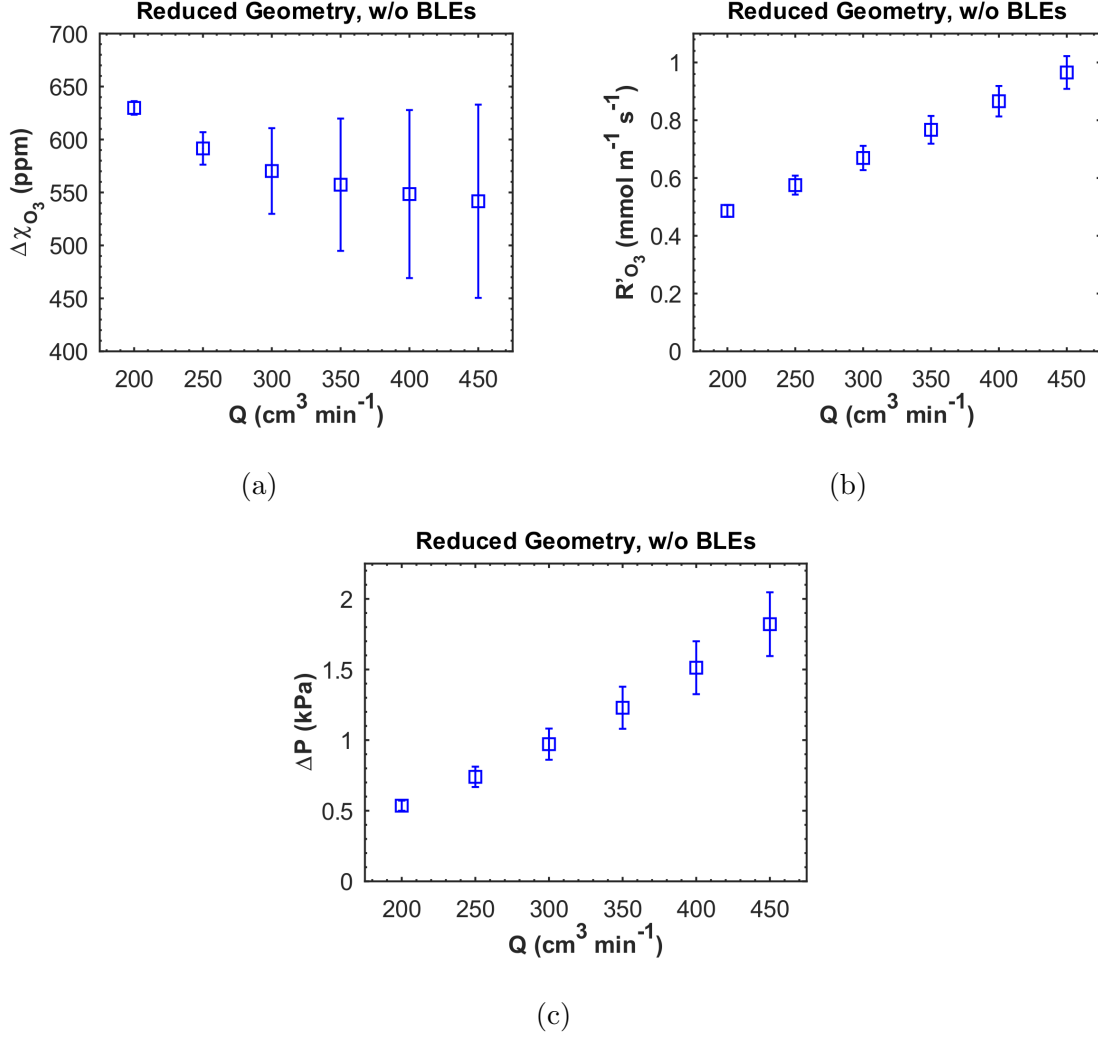 Reduced Geometry, w/o BLEs
700
650
600
550
500
450
400
Δχ_O₃ (ppm)
200 250 300 350 400 450
Q (cm³ min⁻¹)
(a)
Reduced Geometry, w/o BLEs
1
0.8
0.6
0.4
0.2
0
R'_O₃ (mmol m⁻¹ s⁻¹)
200 250 300 350 400 450
Q (cm³ min⁻¹)
(b)
Reduced Geometry, w/o BLEs
2
1.5
1
0.5
0
ΔP (kPa)
200 250 300 350 400 450
Q (cm³ min⁻¹)
(c)